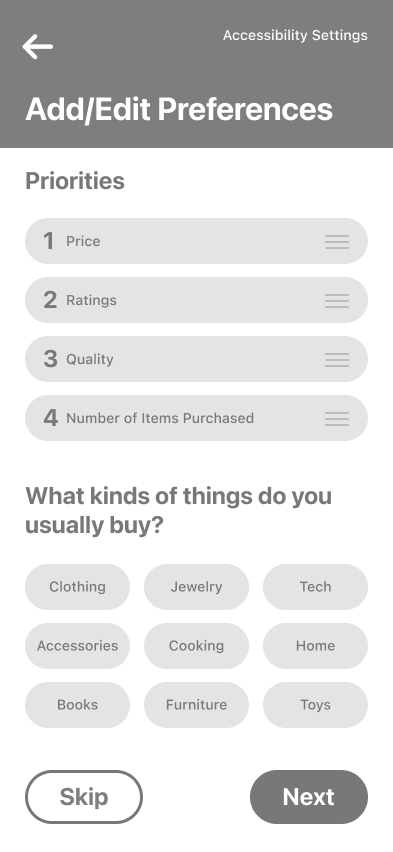 Accessibility Settings
Add/Edit Preferences
Priorities
1 Price
2 Ratings
3 Quality
4 Number of Items Purchased
What kinds of things do you
usually buy?
Clothing Jewelry Tech
Accessories Cooking Home
Books Furniture Toys
Skip Next